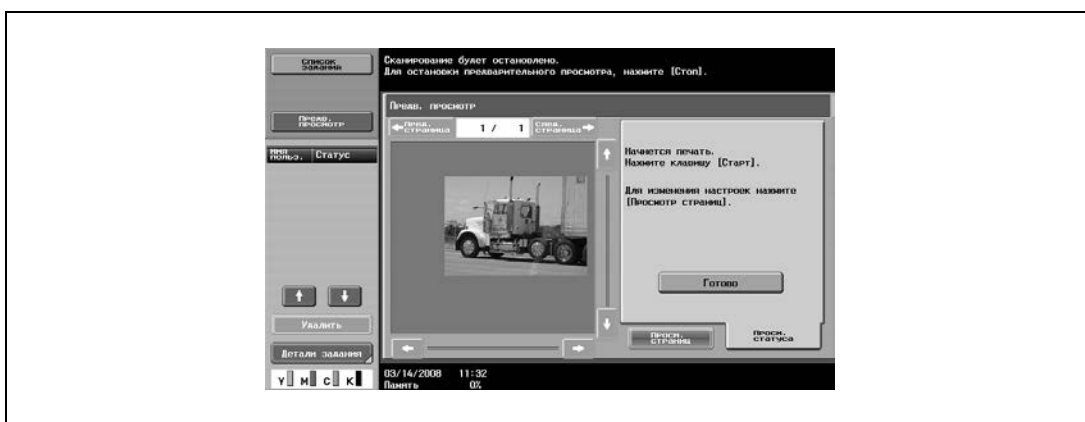 Список
задания
Сканирование будет остановлено.
Для остановки предварительного просмотра, нажмите [Стоп].
Предв.
просмотр
Предв. просмотр
Пред.
страница
1 / 1
След.
страница
Имя
польз.
Статус
Начнется печать.
Нажмите клавишу [Старт].
Для изменения настроек нажмите
[Просмотр страниц].
Готово
Удалить
Просм.
страниц
Просм.
статуса
Детали задания
Y M C K
03/14/2008 11:32
Память 0%